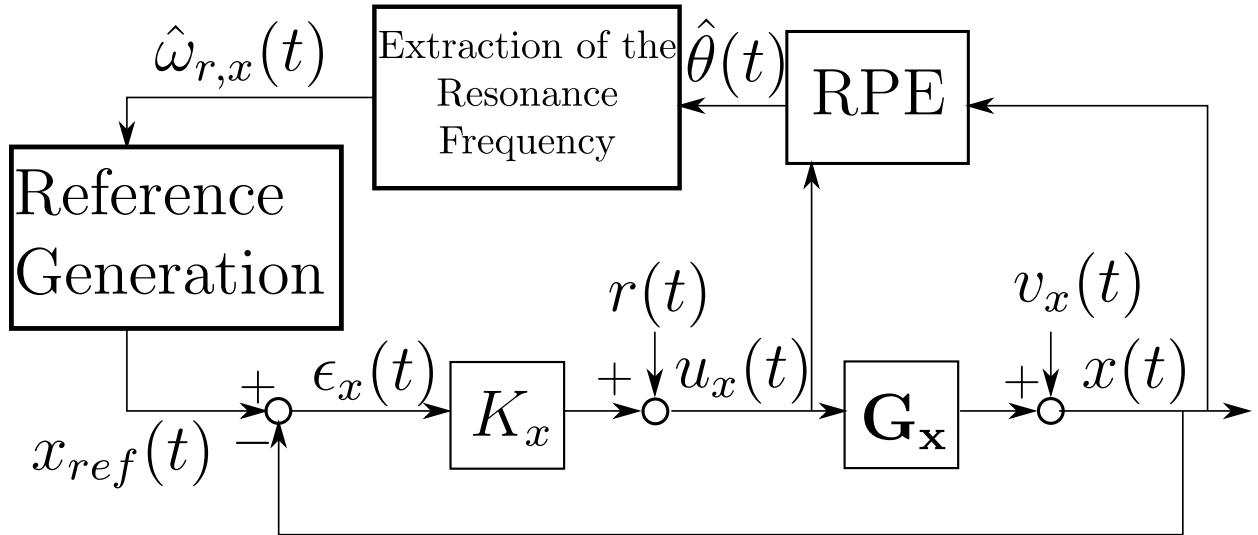 ω̂_{r,x}(t)
Extraction of the
Resonance
Frequency
θ̂(t)
RPE
Reference
Generation
r(t)
v_x(t)
+
ϵ_x(t)
K_x
+
u_x(t)
G_x
+
x(t)
x_{ref}(t)
−